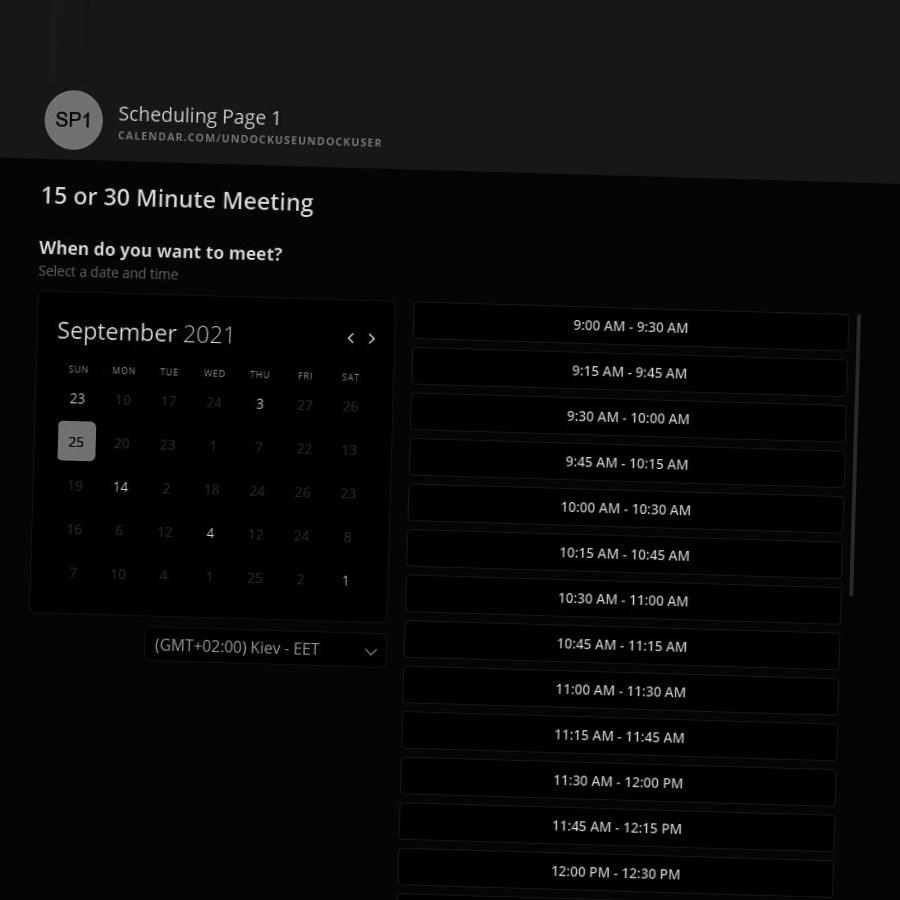 SP1
Scheduling Page 1
CALENDAR.COM/UNDOCKUSEUNDOCKUSER
15 or 30 Minute Meeting
When do you want to meet?
Select a date and time
September 2021
SUN MON TUE WED THU FRI SAT
23 10 17 24 3 27 26
25 20 23 1 7 22 13
19 14 2 18 24 26 23
16 6 12 4 12 24 8
7 10 4 1 25 2 1
(GMT+02:00) Kiev - EET
9:00 AM - 9:30 AM
9:15 AM - 9:45 AM
9:30 AM - 10:00 AM
9:45 AM - 10:15 AM
10:00 AM - 10:30 AM
10:15 AM - 10:45 AM
10:30 AM - 11:00 AM
10:45 AM - 11:15 AM
11:00 AM - 11:30 AM
11:15 AM - 11:45 AM
11:30 AM - 12:00 PM
11:45 AM - 12:15 PM
12:00 PM - 12:30 PM